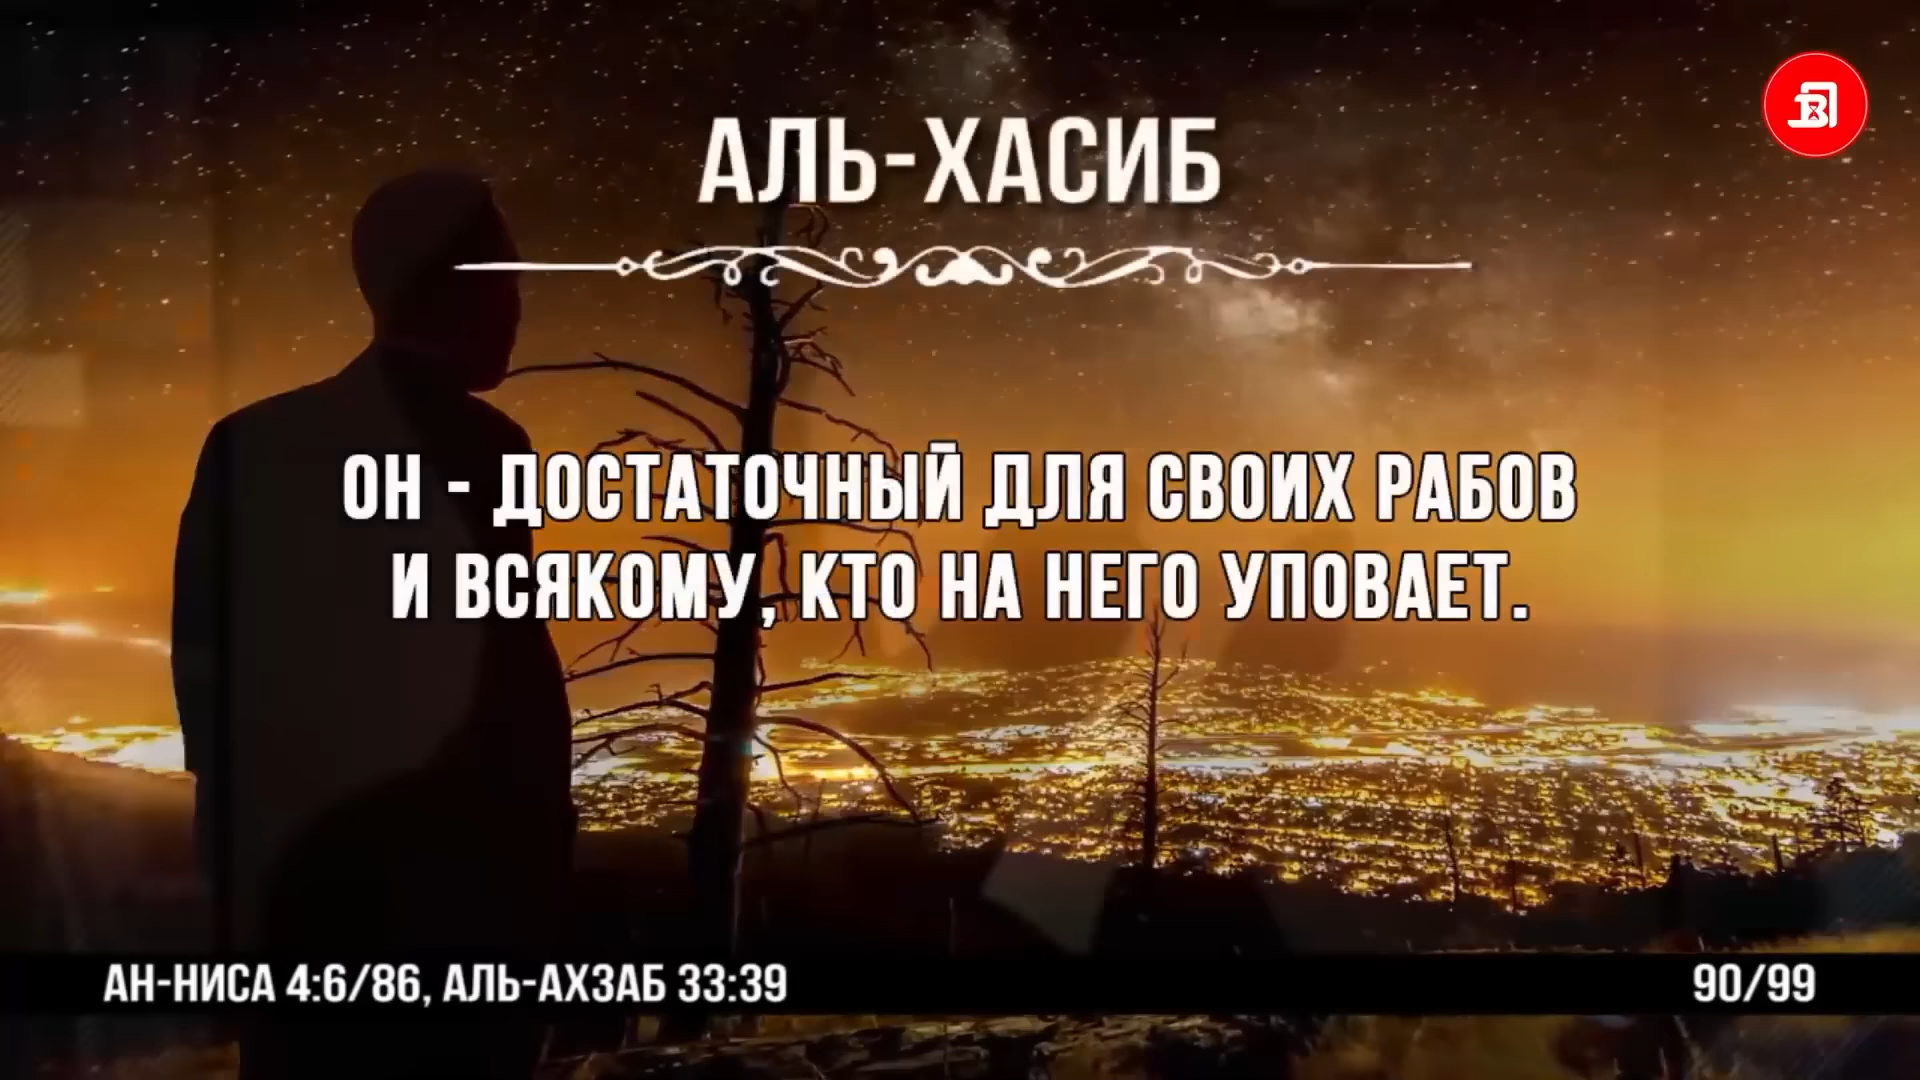 АЛЬ-ХАСИБ
ОН - ДОСТАТОЧНЫЙ ДЛЯ СВОИХ РАБОВ
И ВСЯКОМУ, КТО НА НЕГО УПОВАЕТ.
АН-НИСА 4:6/86, АЛЬ-АХЗАБ 33:39
90/99